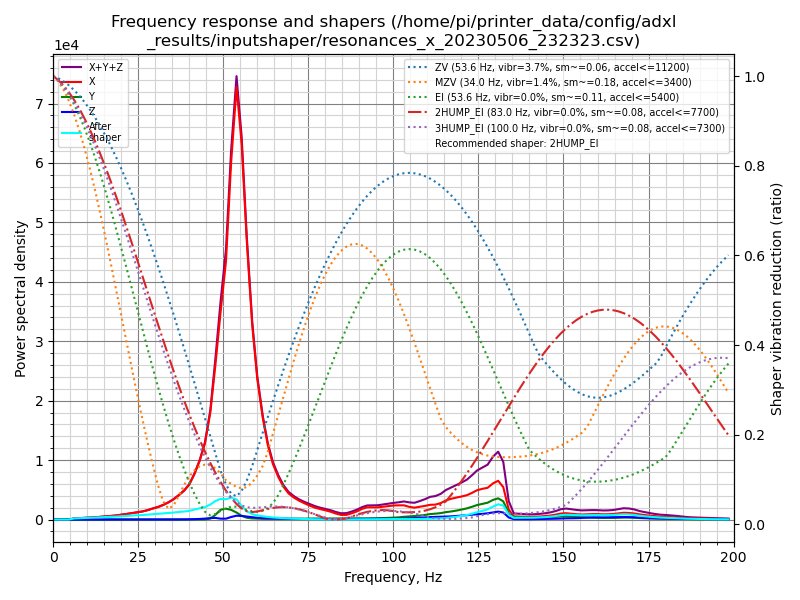 Frequency response and shapers (/home/pi/printer_data/config/adxl
_results/inputshaper/resonances_x_20230506_232323.csv)
1e4
X+Y+Z
X
Y
Z
After
shaper
ZV (53.6 Hz, vibr=3.7%, sm~=0.06, accel<=11200)
MZV (34.0 Hz, vibr=1.4%, sm~=0.18, accel<=3400)
EI (53.6 Hz, vibr=0.0%, sm~=0.11, accel<=5400)
2HUMP_EI (83.0 Hz, vibr=0.0%, sm~=0.08, accel<=7700)
3HUMP_EI (100.0 Hz, vibr=0.0%, sm~=0.08, accel<=7300)
Recommended shaper: 2HUMP_EI
Power spectral density
7
6
5
4
3
2
1
0
1.0
0.8
0.6
0.4
0.2
0.0
Shaper vibration reduction (ratio)
0 25 50 75 100 125 150 175 200
Frequency, Hz